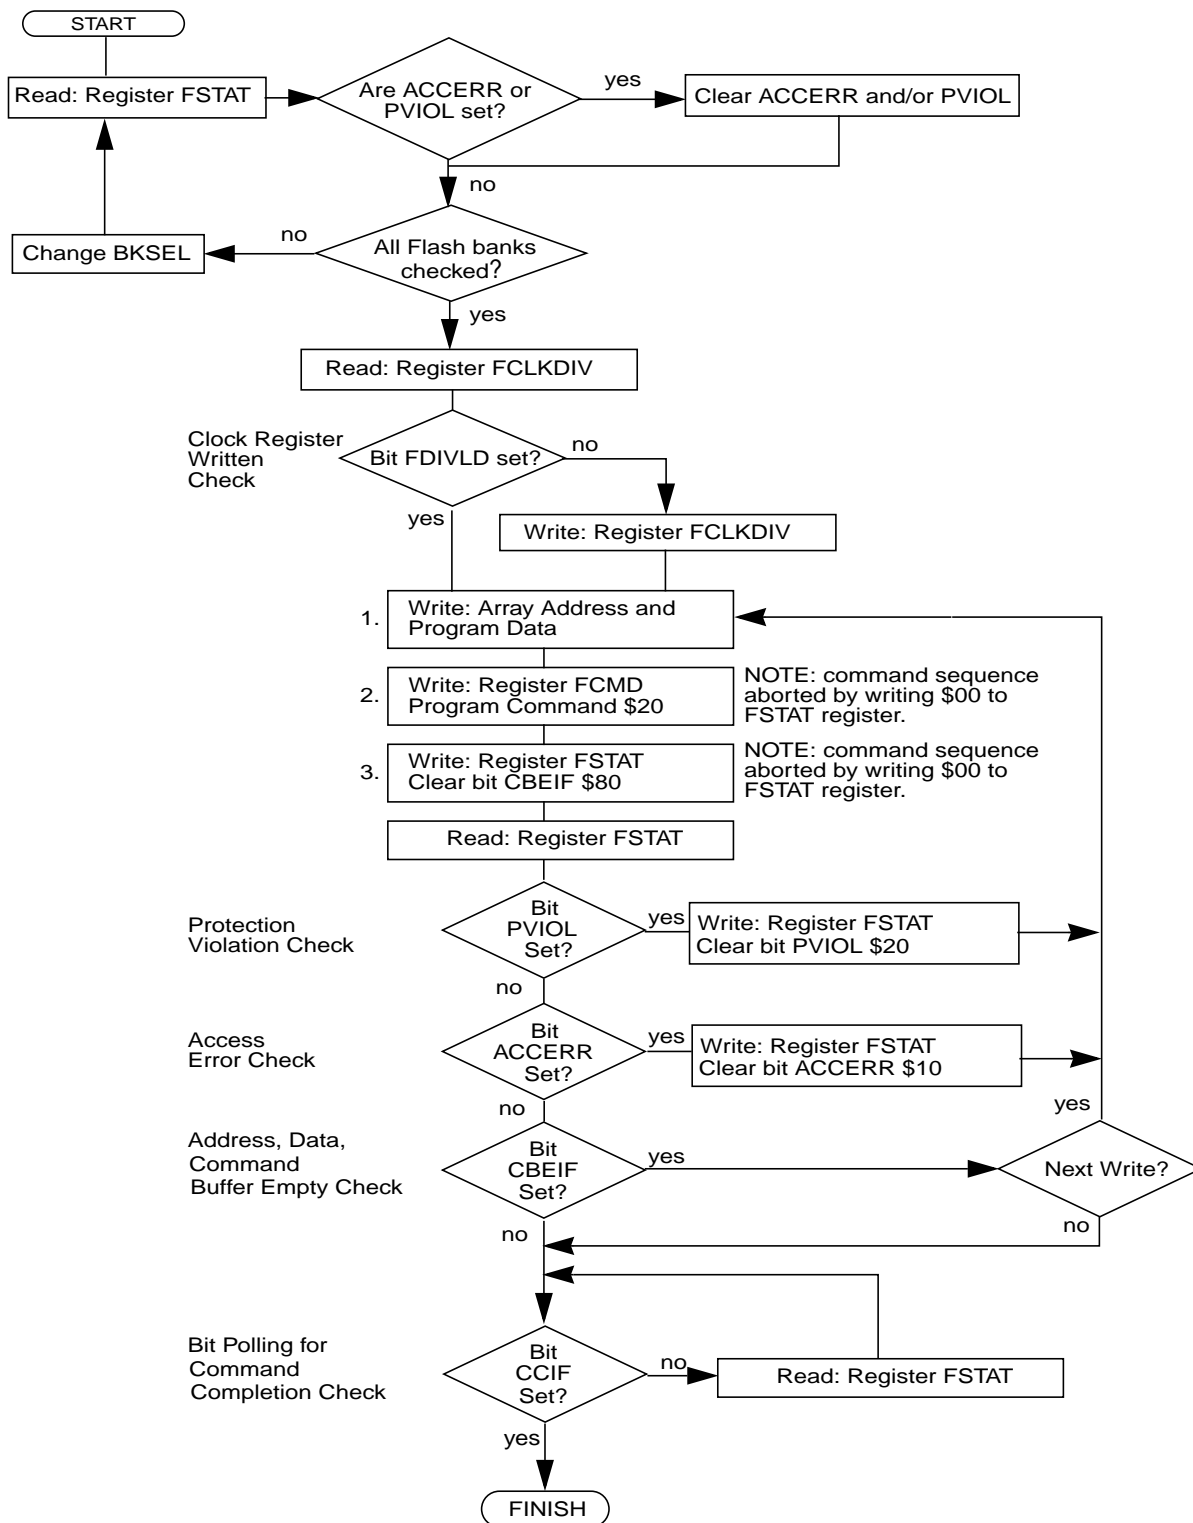 START
Read: Register FSTAT
Are ACCERR or
PVIOL set?
yes
Clear ACCERR and/or PVIOL
no
Change BKSEL
no
All Flash banks
checked?
yes
Read: Register FCLKDIV
Clock Register
Written
Check
Bit FDIVLD set?
no
yes
Write: Register FCLKDIV
1.
Write: Array Address and
Program Data
2.
Write: Register FCMD
Program Command $20
NOTE: command sequence
aborted by writing $00 to
FSTAT register.
3.
Write: Register FSTAT
Clear bit CBEIF $80
NOTE: command sequence
aborted by writing $00 to
FSTAT register.
Read: Register FSTAT
Protection
Violation Check
Bit
PVIOL
Set?
yes
Write: Register FSTAT
Clear bit PVIOL $20
no
Access
Error Check
Bit
ACCERR
Set?
yes
Write: Register FSTAT
Clear bit ACCERR $10
no
yes
Address, Data,
Command
Buffer Empty Check
Bit
CBEIF
Set?
yes
Next Write?
no
no
Bit Polling for
Command
Completion Check
Bit
CCIF
Set?
no
Read: Register FSTAT
yes
FINISH